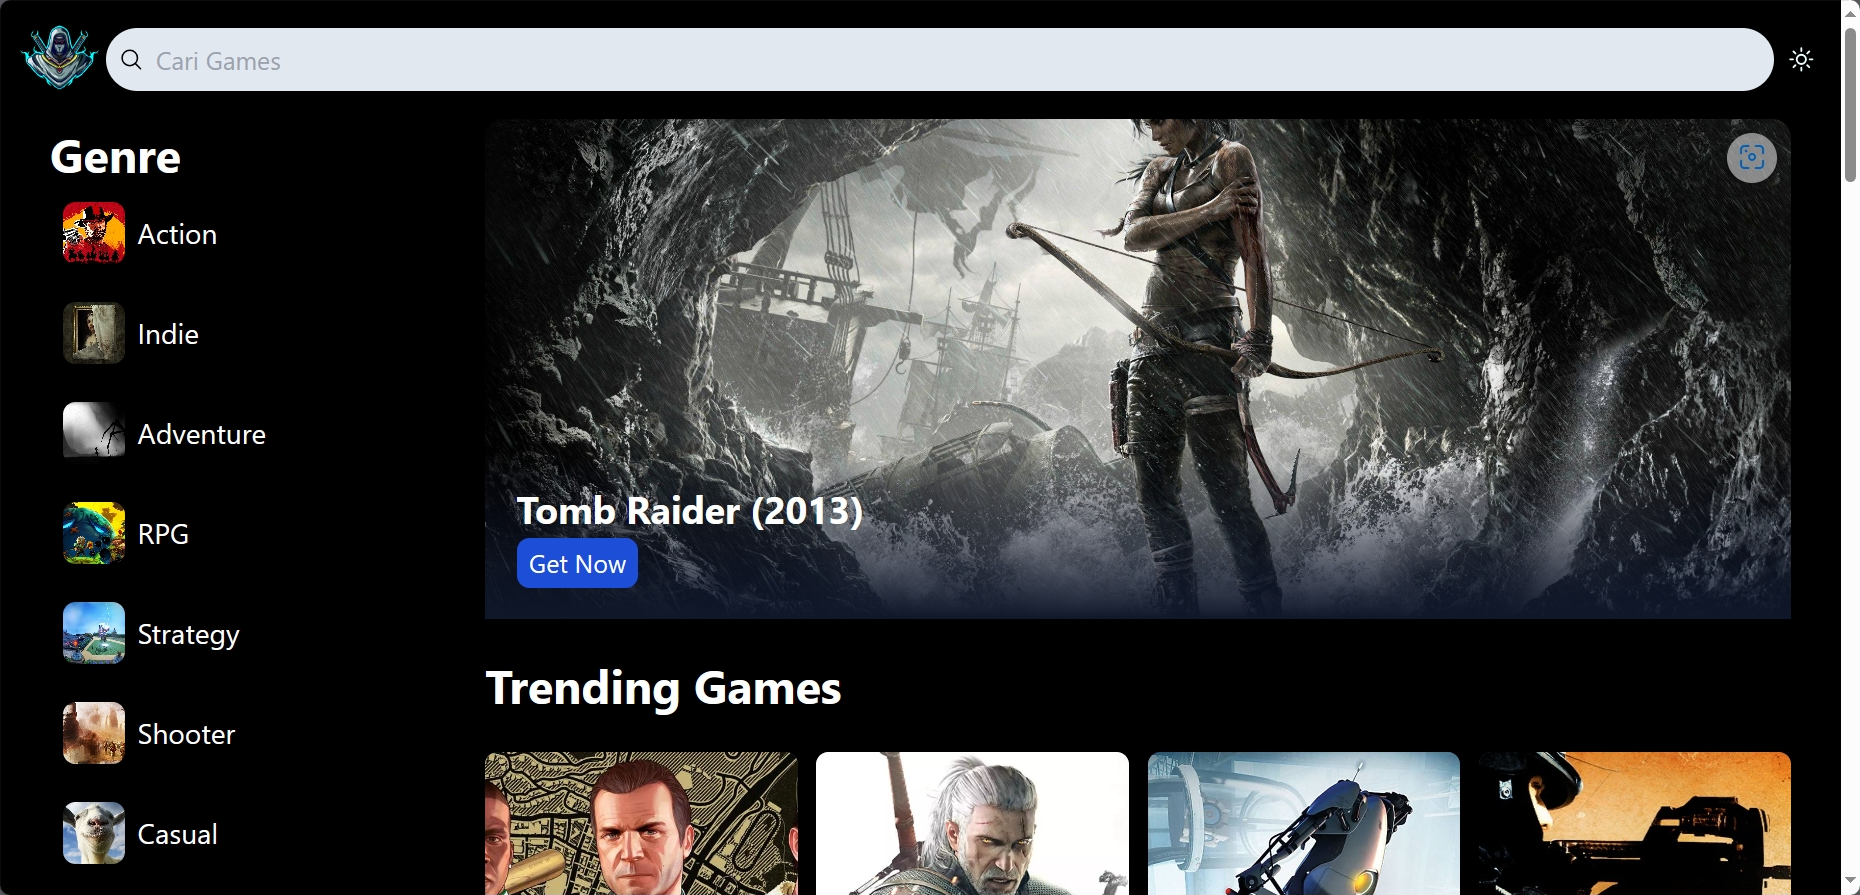 Cari Games
Genre
Action
Indie
Adventure
RPG
Strategy
Shooter
Casual
Tomb Raider (2013)
Get Now
Trending Games